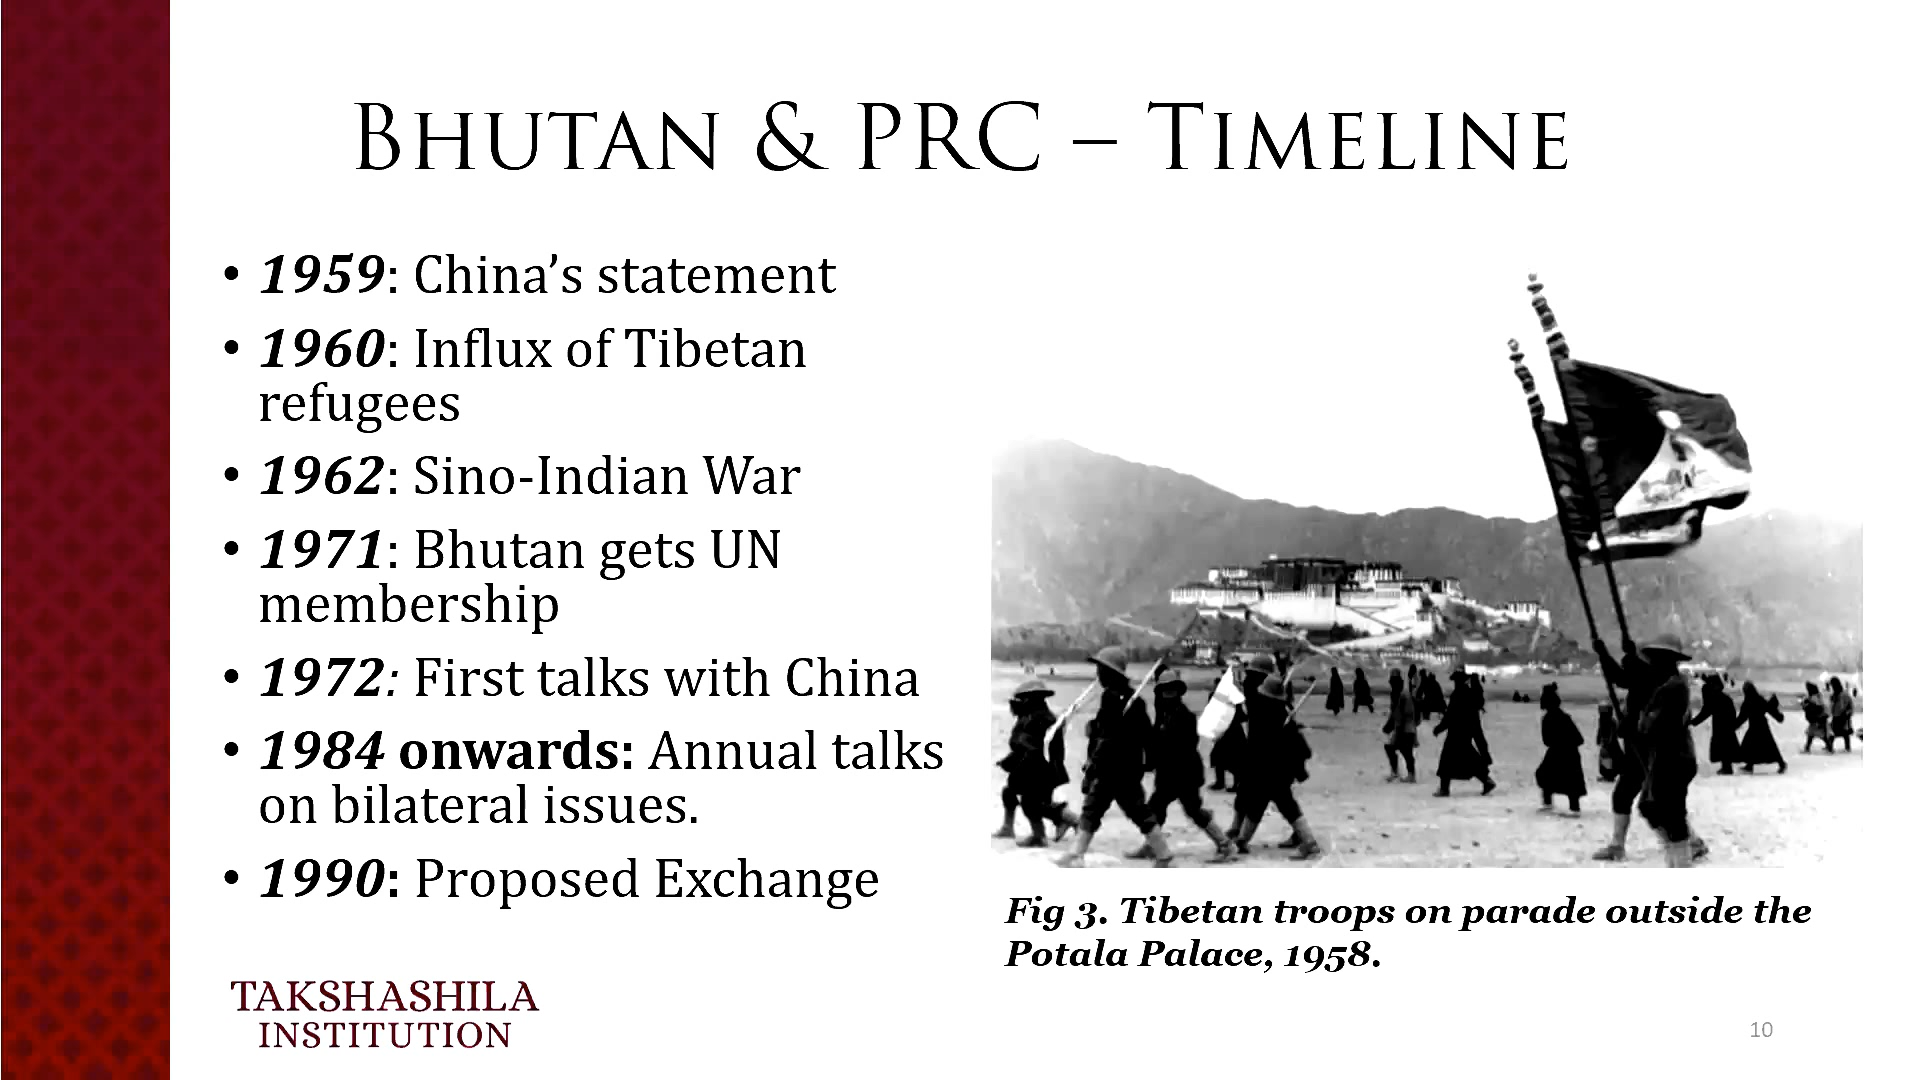 Bhutan & PRC – Timeline
• 1959: China’s statement
• 1960: Influx of Tibetan
refugees
• 1962: Sino-Indian War
• 1971: Bhutan gets UN
membership
• 1972: First talks with China
• 1984 onwards: Annual talks
on bilateral issues.
• 1990: Proposed Exchange
Fig 3. Tibetan troops on parade outside the
Potala Palace, 1958.
TAKSHASHILA
INSTITUTION
10